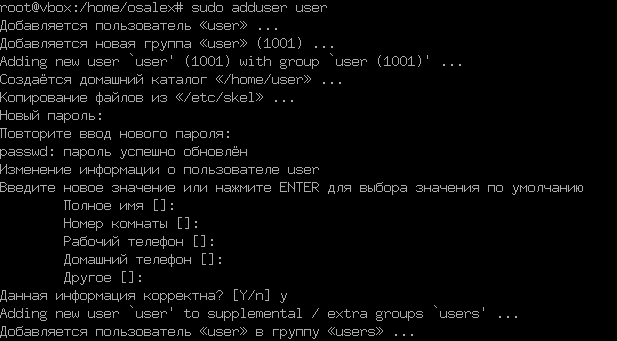 root@vbox:/home/osalex# sudo adduser user
Добавляется пользователь «user» ...
Добавляется новая группа «user» (1001) ...
Adding new user `user' (1001) with group `user (1001)' ...
Создаётся домашний каталог «/home/user» ...
Копирование файлов из «/etc/skel» ...
Новый пароль:
Повторите ввод нового пароля:
passwd: пароль успешно обновлён
Изменение информации о пользователе user
Введите новое значение или нажмите ENTER для выбора значения по умолчанию
Полное имя []:
Номер комнаты []:
Рабочий телефон []:
Домашний телефон []:
Другое []:
Данная информация корректна? [Y/n] y
Adding new user `user' to supplemental / extra groups `users' ...
Добавляется пользователь «user» в группу «users» ...